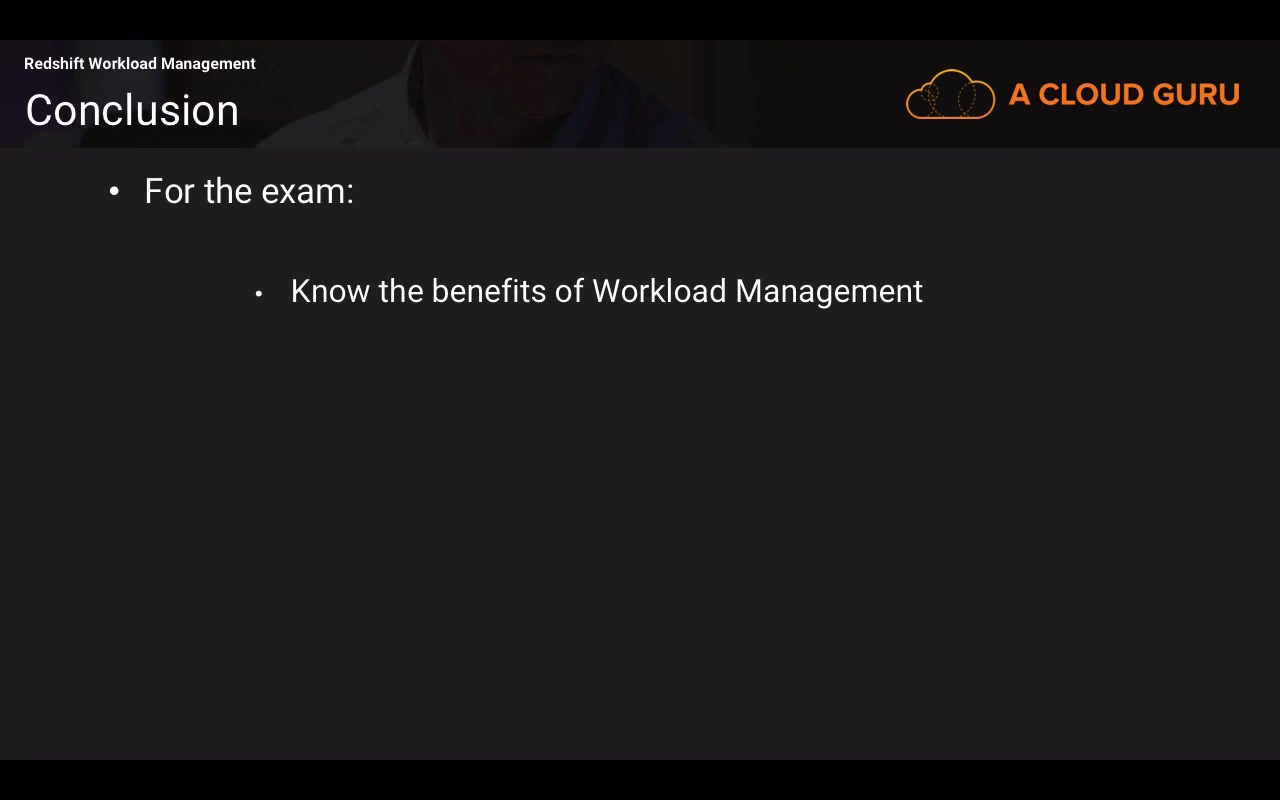 Redshift Workload Management
Conclusion
A CLOUD GURU
• For the exam:
• Know the benefits of Workload Management